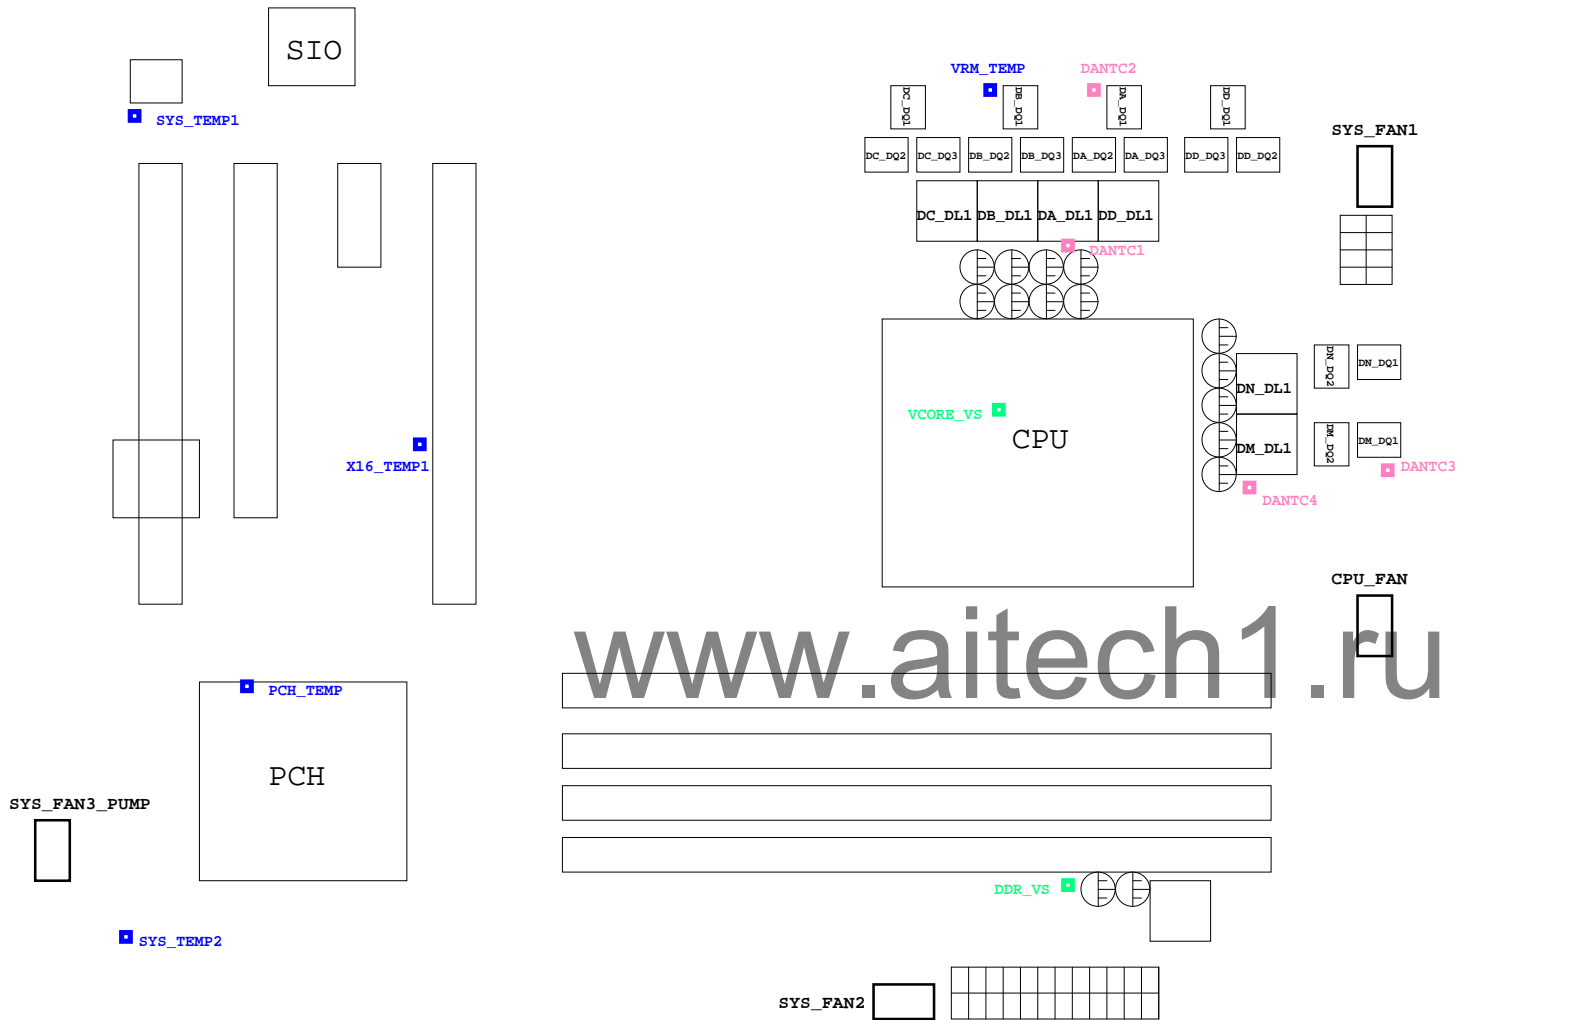 SIO
VRM_TEMP
DANTC2
SYS_TEMP1
DC_DQ1
DB_DQ1
DA_DQ1
DD_DQ1
SYS_FAN1
DC_DQ2
DC_DQ3
DB_DQ2
DB_DQ3
DA_DQ2
DA_DQ3
DD_DQ3
DD_DQ2
DC_DL1
DB_DL1
DA_DL1
DD_DL1
DANTC1
DN_DQ2
DN_DQ1
DN_DL1
VCORE_VS
CPU
DM_DL1
DM_DQ2
DM_DQ1
X16_TEMP1
DANTC3
DANTC4
CPU_FAN
www.aitech1.ru
PCH_TEMP
PCH
SYS_FAN3_PUMP
DDR_VS
SYS_TEMP2
SYS_FAN2